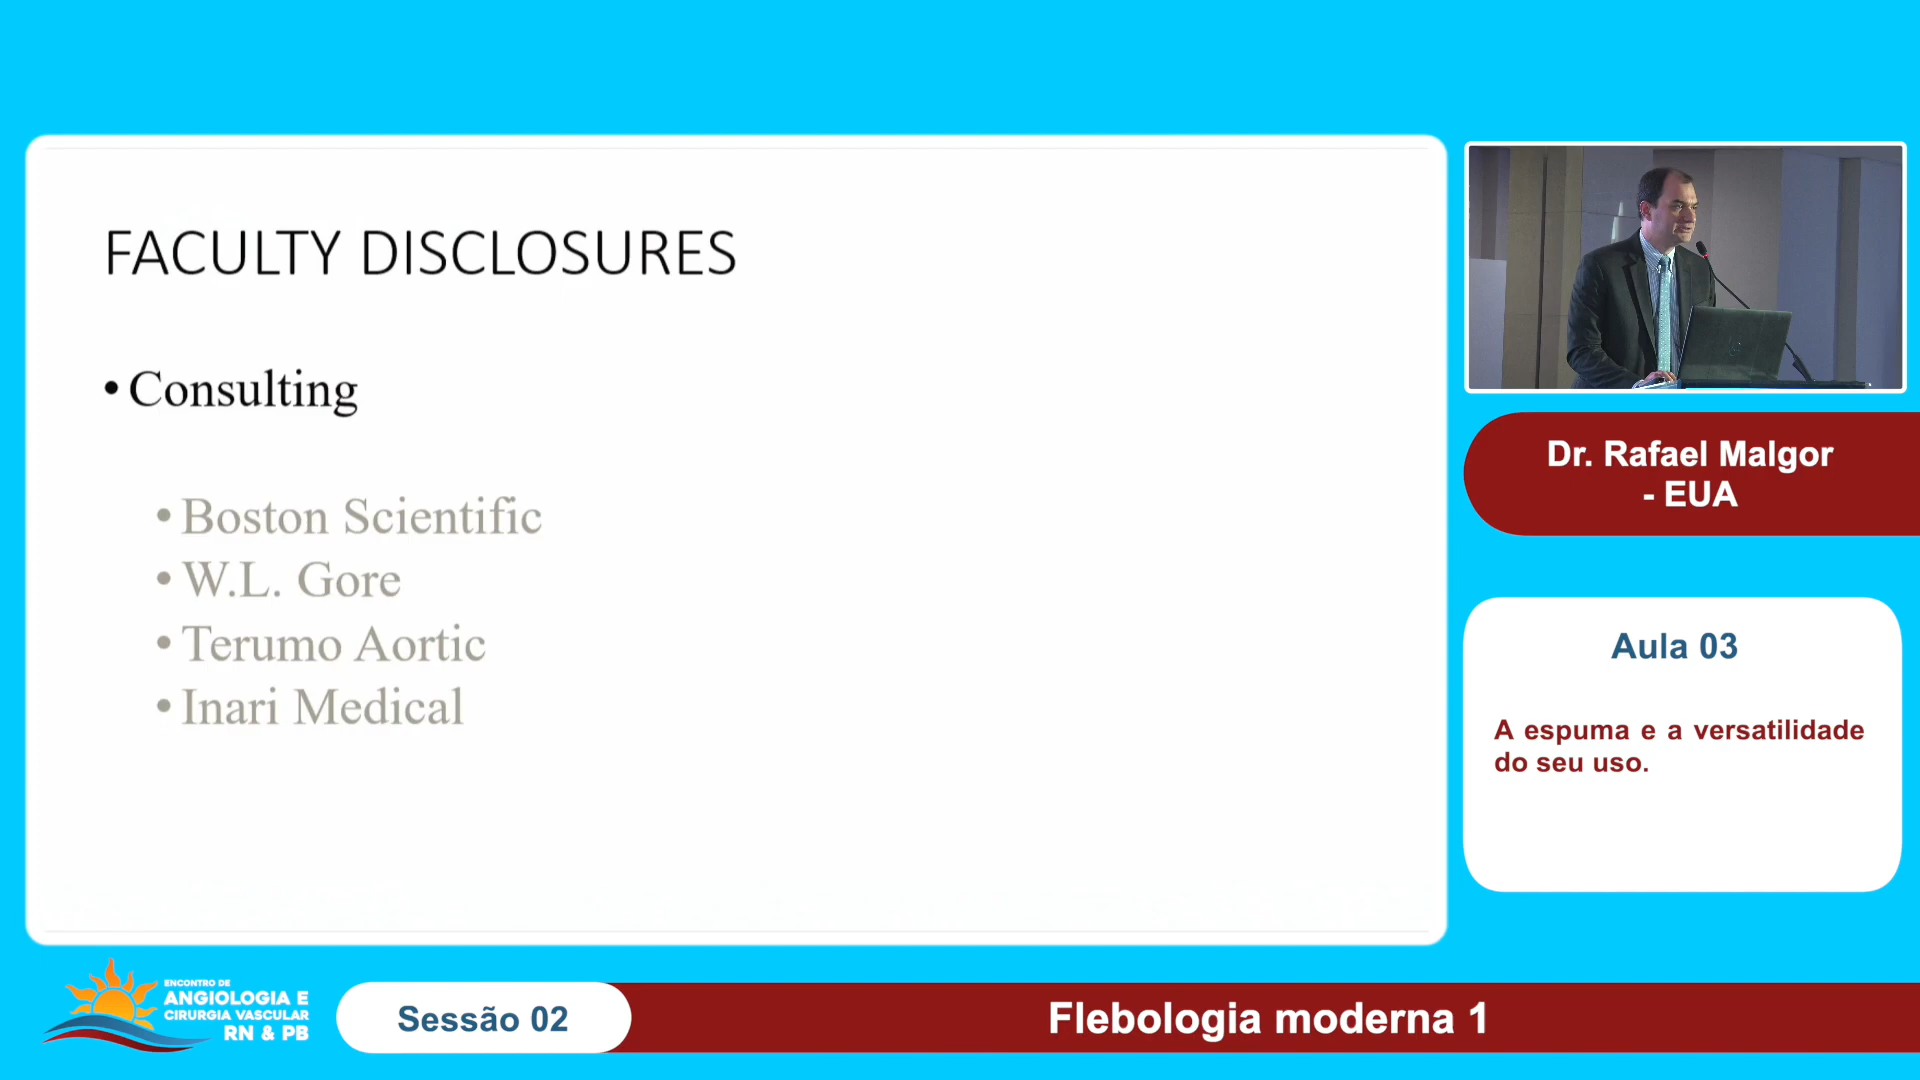 FACULTY DISCLOSURES
• Consulting
• Boston Scientific
• W.L. Gore
• Terumo Aortic
• Inari Medical
Dr. Rafael Malgor
- EUA
Aula 03
A espuma e a versatilidade
do seu uso.
ENCONTRO DE
ANGIOLOGIA E
CIRURGIA VASCULAR
RN & PB
Sessão 02
Flebologia moderna 1